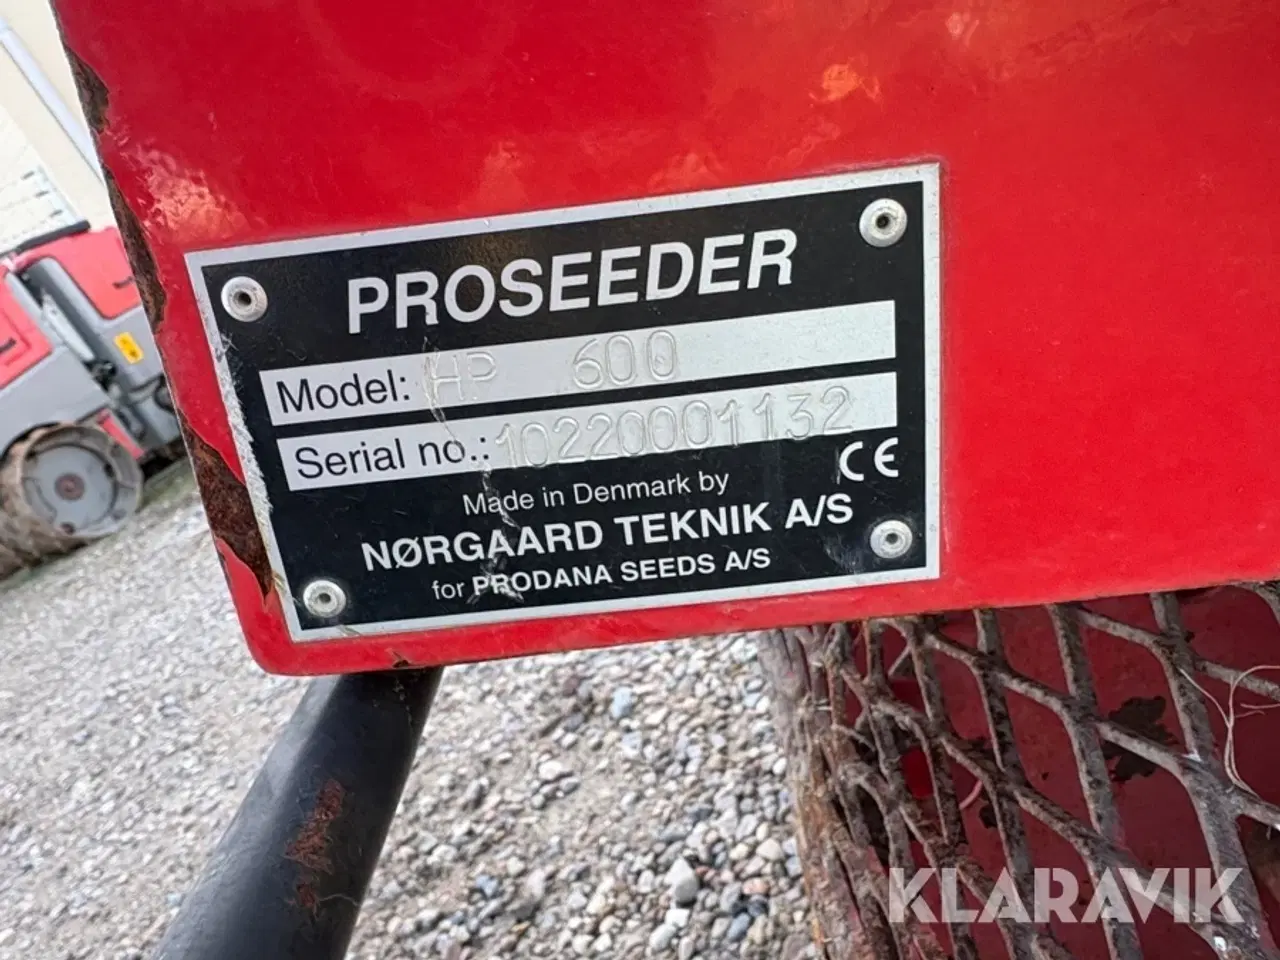 PROSEEDER
Model: HP 600
Serial no.: 10220001132
CE
Made in Denmark by
NØRGAARD TEKNIK A/S
for PRODANA SEEDS A/S
KLARAVIK